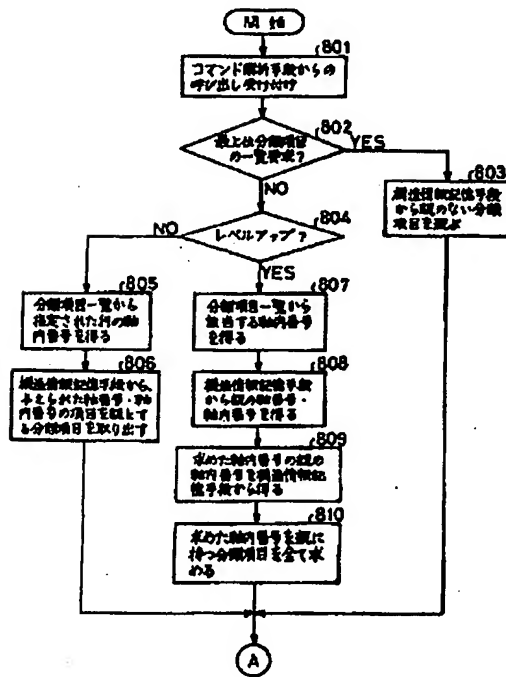 開始
801
コマンド解析手段からの
呼び出し受け付け
802
最上位分類項目
の一覧要求?
YES
NO
803
構造情報記憶手段
から親のない分類
項目を選ぶ
804
レベルアップ?
NO
YES
805
分類項目一覧から
指定された行の軸
内番号を得る
807
分類項目一覧から
該当する軸内番号
を得る
806
構造情報記憶手段から、
与えられた軸番号・軸
内番号の項目を親とす
る分類項目を取り出す
808
構造情報記憶手段
から親の軸番号・
軸内番号を得る
809
求めた軸内番号の親の
軸内番号を構造情報記
憶手段から得る
810
求めた軸内番号を親に
持つ分類項目を全て求
める
A